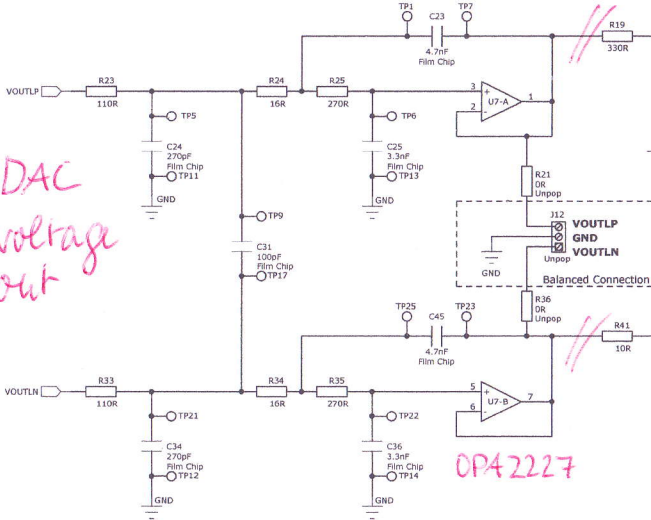 TP1
C23
TP7
4.7nF
Film Chip
R19
330R
VOUTLP
R23
110R
R24
16R
R25
270R
3
+
2
-
U7-A
1
TP5
TP6
C24
270pF
Film Chip
TP11
GND
C25
3.3nF
Film Chip
TP13
GND
R21
0R
Unpop
DAC
voltage
out
TP9
C31
100pF
Film Chip
TP17
J12
VOUTLP
GND
VOUTLN
Unpop
GND
Balanced Connection
R36
0R
Unpop
TP25
C45
TP23
4.7nF
Film Chip
R41
10R
VOUTLN
R33
110R
R34
16R
R35
270R
5
+
6
-
U7-B
7
TP21
TP22
C34
270pF
Film Chip
TP12
GND
C36
3.3nF
Film Chip
TP14
GND
OPA2227